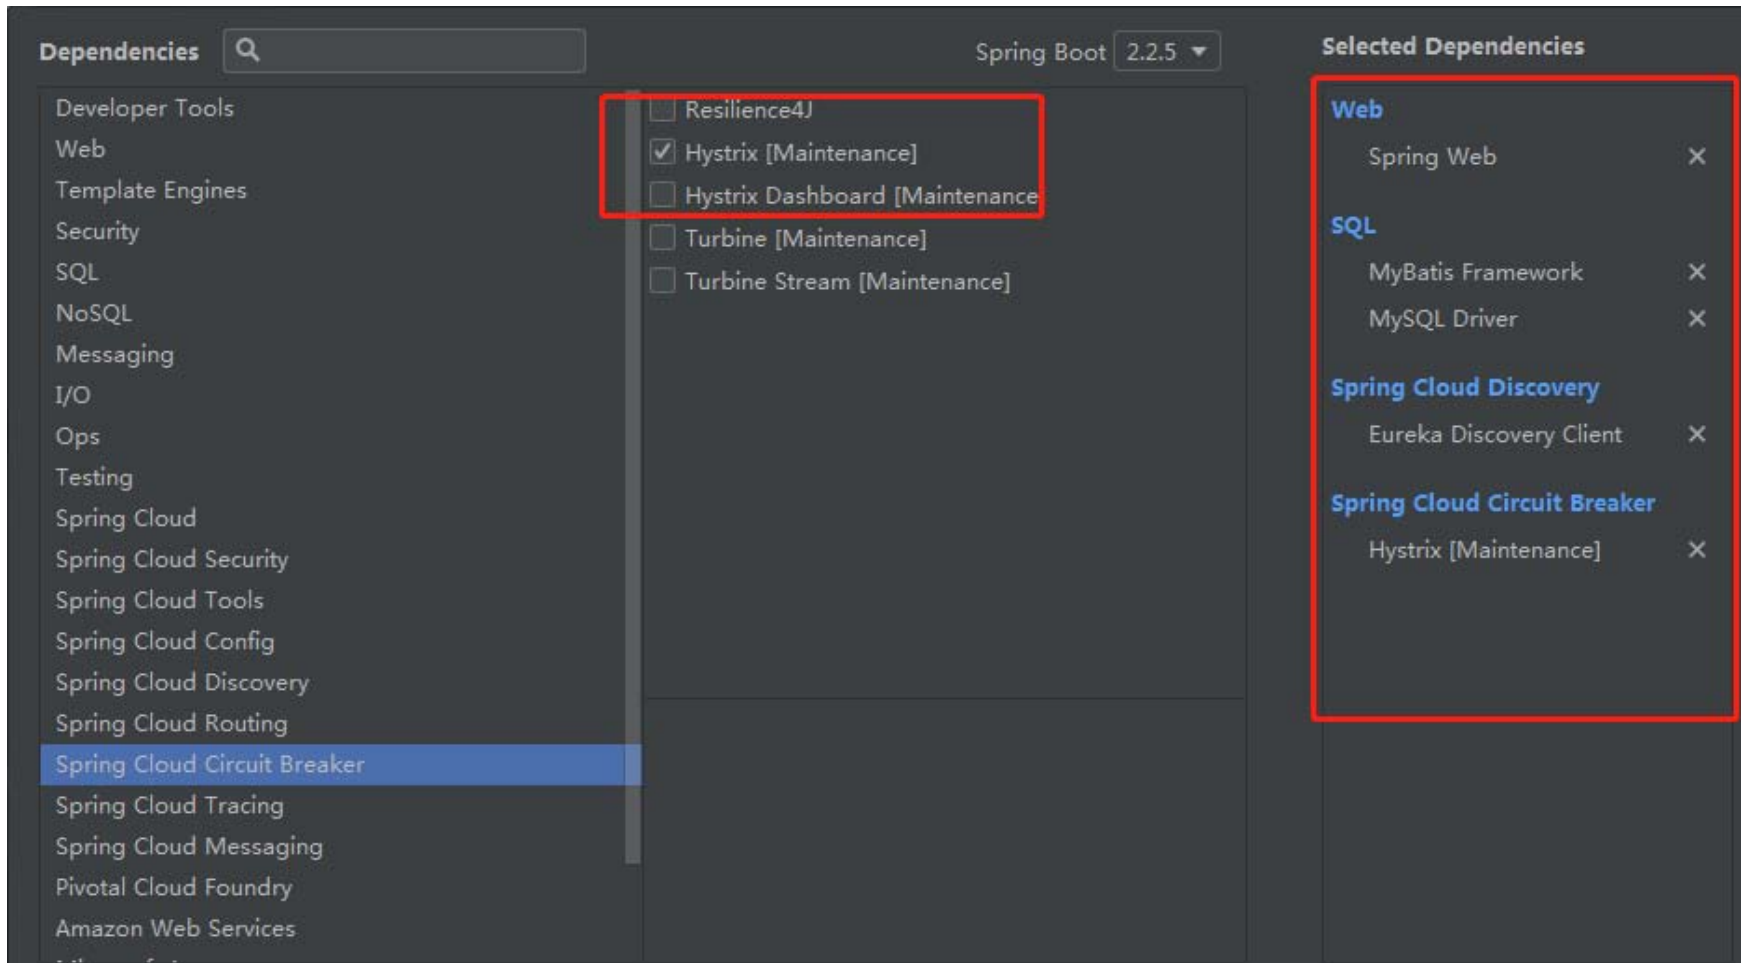 Dependencies
Spring Boot 2.2.5
Developer Tools
Web
Template Engines
Security
SQL
NoSQL
Messaging
I/O
Ops
Testing
Spring Cloud
Spring Cloud Security
Spring Cloud Tools
Spring Cloud Config
Spring Cloud Discovery
Spring Cloud Routing
Spring Cloud Circuit Breaker
Spring Cloud Tracing
Spring Cloud Messaging
Pivotal Cloud Foundry
Amazon Web Services
Resilience4J
Hystrix [Maintenance]
Hystrix Dashboard [Maintenance
Turbine [Maintenance]
Turbine Stream [Maintenance]
Selected Dependencies
Web
Spring Web
SQL
MyBatis Framework
MySQL Driver
Spring Cloud Discovery
Eureka Discovery Client
Spring Cloud Circuit Breaker
Hystrix [Maintenance]